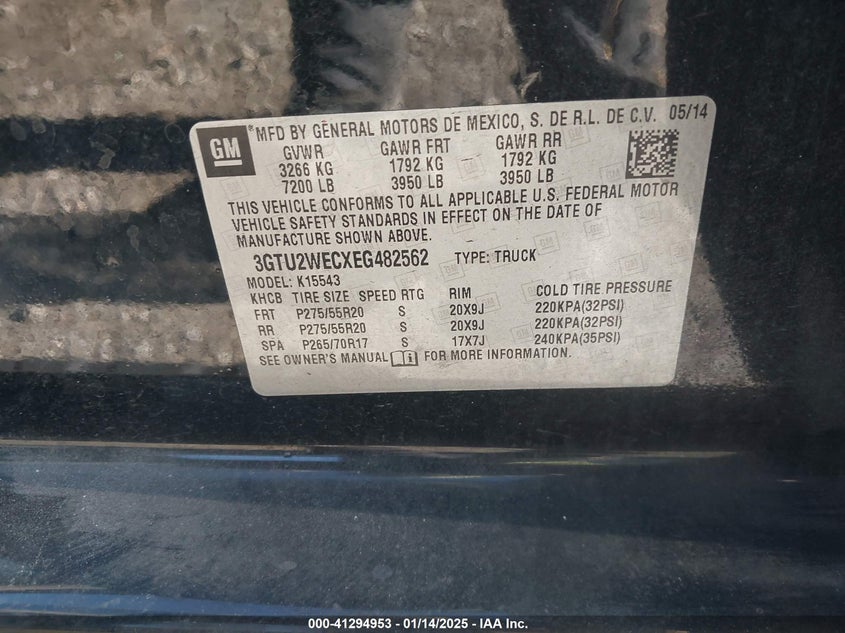 GM
® MFD BY GENERAL MOTORS DE MEXICO, S. DE R.L. DE C.V. 05/14
GVWR GAWR FRT GAWR RR
3266 KG 1792 KG 1792 KG
7200 LB 3950 LB 3950 LB
THIS VEHICLE CONFORMS TO ALL APPLICABLE U.S. FEDERAL MOTOR
VEHICLE SAFETY STANDARDS IN EFFECT ON THE DATE OF
MANUFACTURE SHOWN ABOVE.
3GTU2WECXEG482562 TYPE: TRUCK
MODEL: K15543
KHCB TIRE SIZE SPEED RTG RIM COLD TIRE PRESSURE
FRT P275/55R20 S 20X9J 220KPA(32PSI)
RR P275/55R20 S 20X9J 220KPA(32PSI)
SPA P265/70R17 S 17X7J 240KPA(35PSI)
SEE OWNER'S MANUAL FOR MORE INFORMATION.
000-41294953 - 01/14/2025 - IAA Inc.